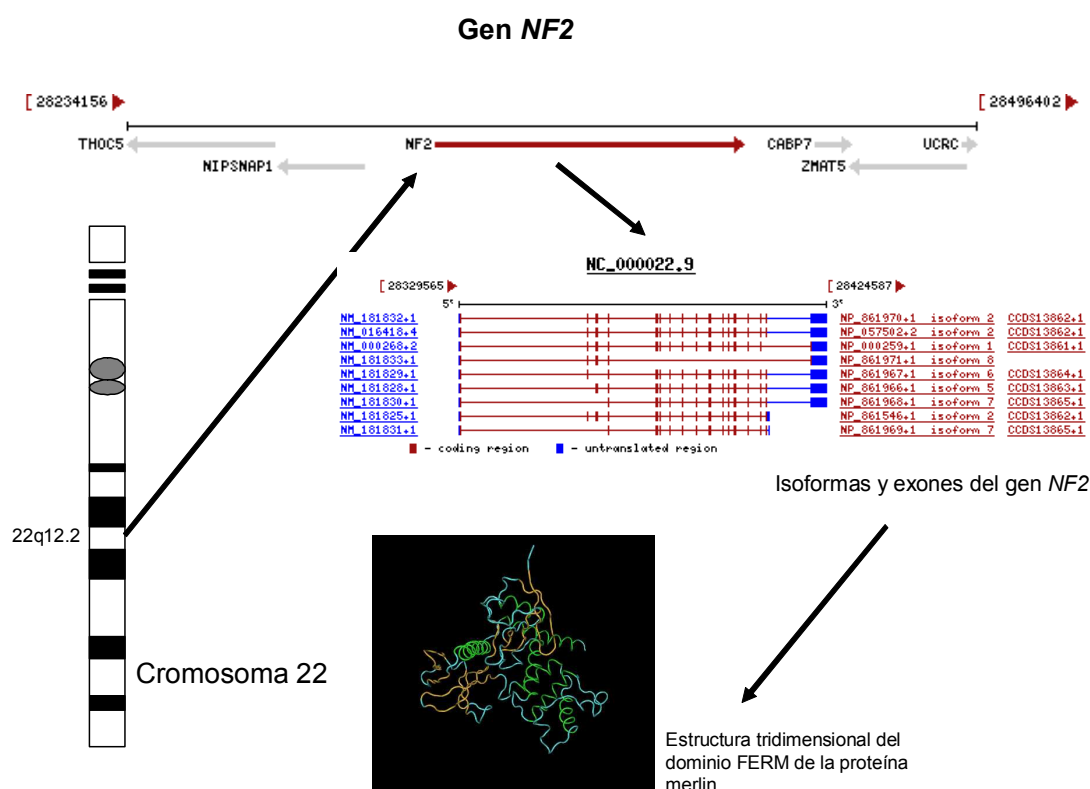 Gen NF2
[ 28234156
[ 28496402
THOC5
NF2
CABP7
UCRC
NIPSNAP1
ZMAT5
NC_000022.9
[ 28329565
[ 28424587
5'
3'
NM_181832.1 NP_861970.1 isoform 2 CCDS13862.1
NM_016418.4 NP_057502.2 isoform 2 CCDS13862.1
NM_000268.2 NP_000259.1 isoform 1 CCDS13861.1
NM_181833.1 NP_861971.1 isoform 8
NM_181829.1 NP_861967.1 isoform 6 CCDS13864.1
NM_181828.1 NP_861966.1 isoform 5 CCDS13863.1
NM_181830.1 NP_861968.1 isoform 7 CCDS13865.1
NM_181825.1 NP_861546.1 isoform 2 CCDS13862.1
NM_181831.1 NP_861969.1 isoform 7 CCDS13865.1
- coding region - untranslated region
Isoformas y exones del gen NF2
22q12.2
Cromosoma 22
Estructura tridimensional del
dominio FERM de la proteína
merlin